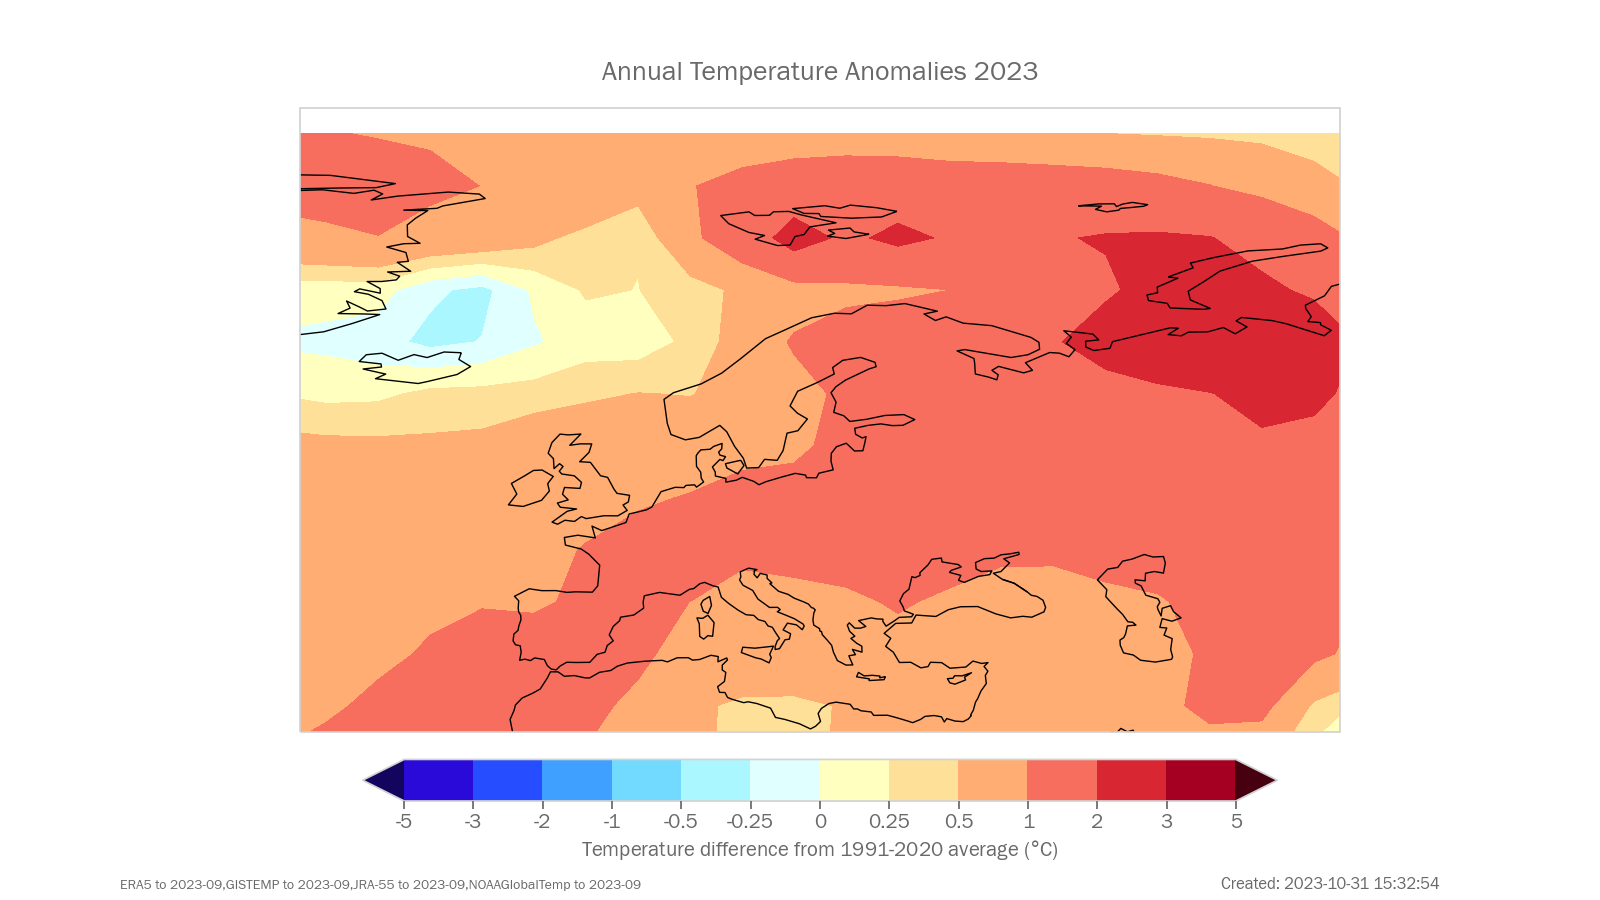 Annual Temperature Anomalies 2023
-5 -3 -2 -1 -0.5 -0.25 0 0.25 0.5 1 2 3 5
Temperature difference from 1991-2020 average (°C)
ERA5 to 2023-09,GISTEMP to 2023-09,JRA-55 to 2023-09,NOAAGlobalTemp to 2023-09
Created: 2023-10-31 15:32:54